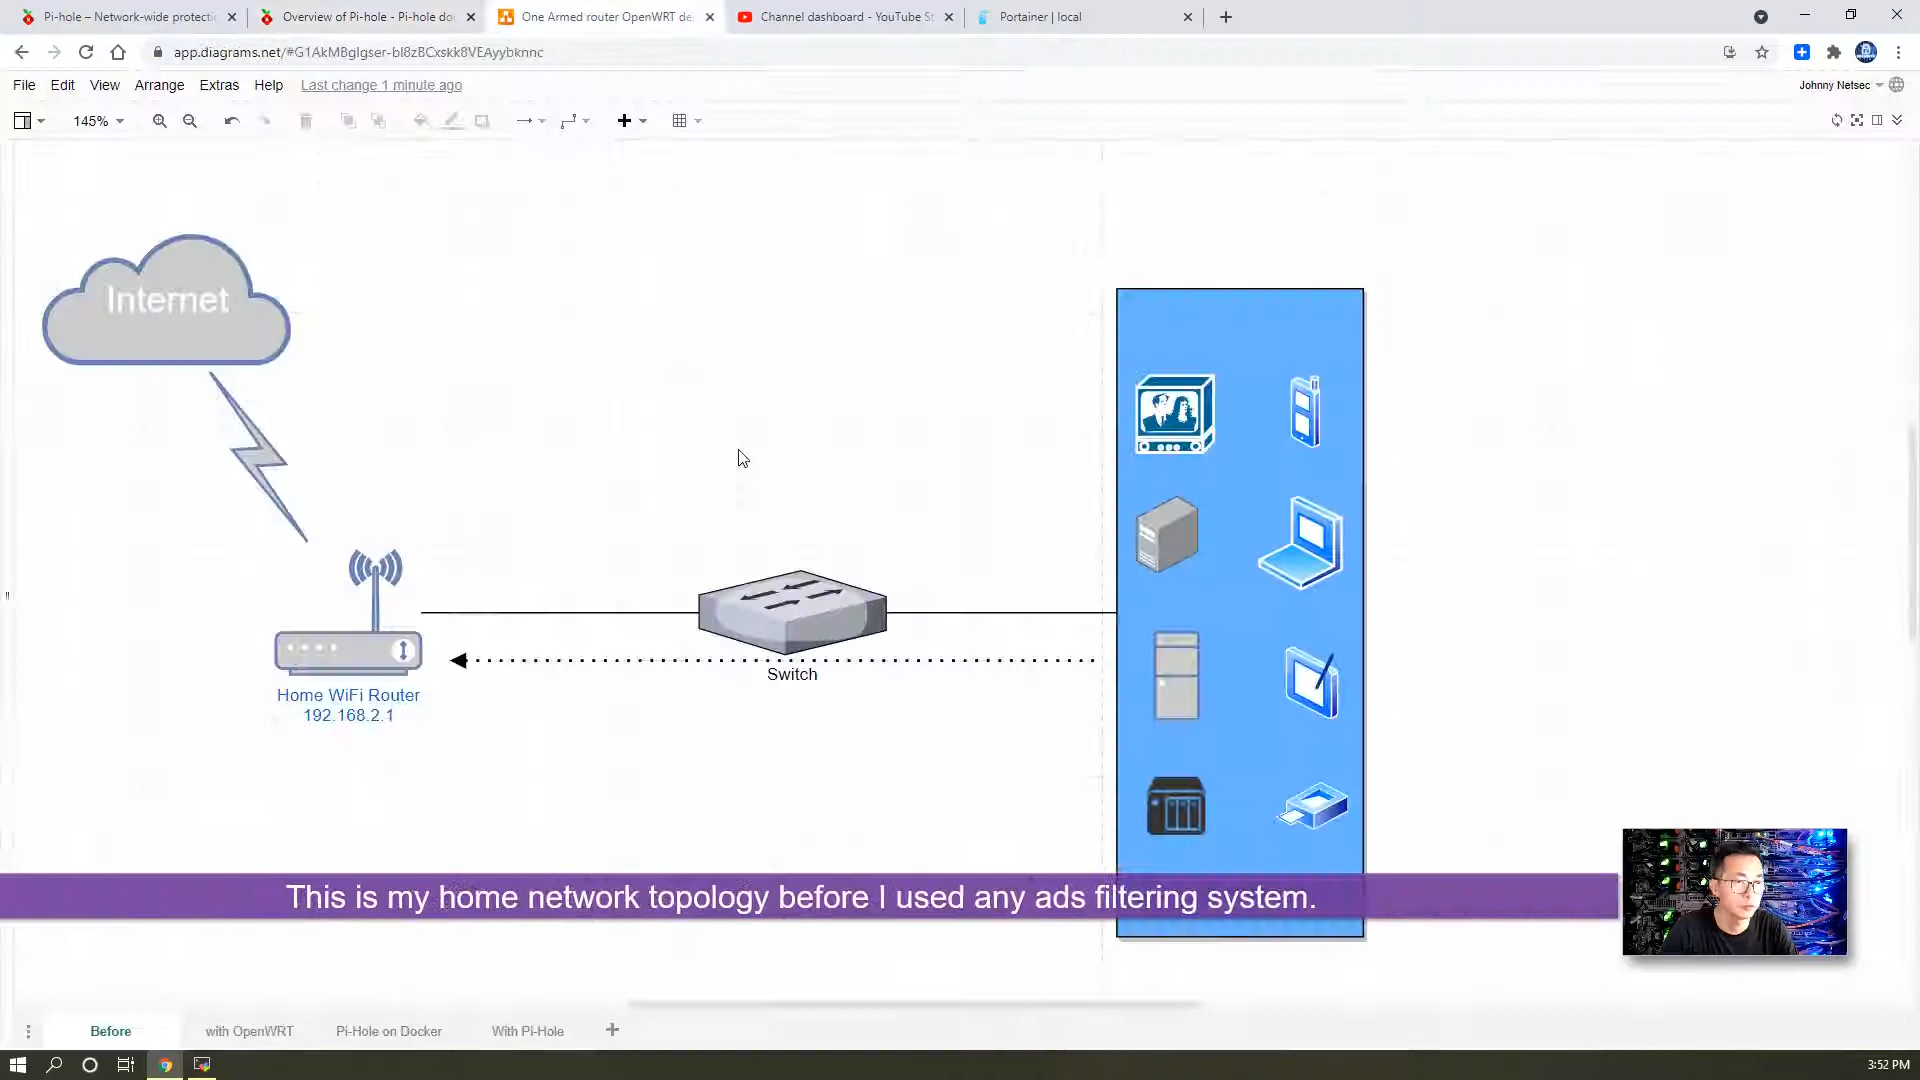 Pi-hole – Network-wide protecti
Overview of Pi-hole - Pi-hole do
One Armed router OpenWRT de
Channel dashboard - YouTube St
Portainer | local
app.diagrams.net/#G1AkMBglgser-bI8zBCxskk8VEAyybknnc
File Edit View Arrange Extras Help Last change 1 minute ago
Johnny Netsec
145%
Internet
Switch
Home WiFi Router
192.168.2.1
This is my home network topology before I used any ads filtering system.
Before with OpenWRT Pi-Hole on Docker With Pi-Hole
3:52 PM